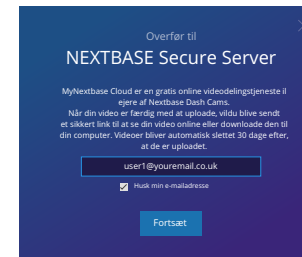 Overfør til
NEXTBASE Secure Server
MyNextbase Cloud er en gratis online videodelingstjeneste til
ejere af Nextbase Dash Cams.
Når din video er færdig med at uploade, vildu blive sendt
et sikkert link til at se din video online eller downloade den til
din computer. Videoer bliver automatisk slettet 30 dage efter,
at de er uploadet.
user1@youremail.co.uk
Husk min e-mailadresse
Fortsæt